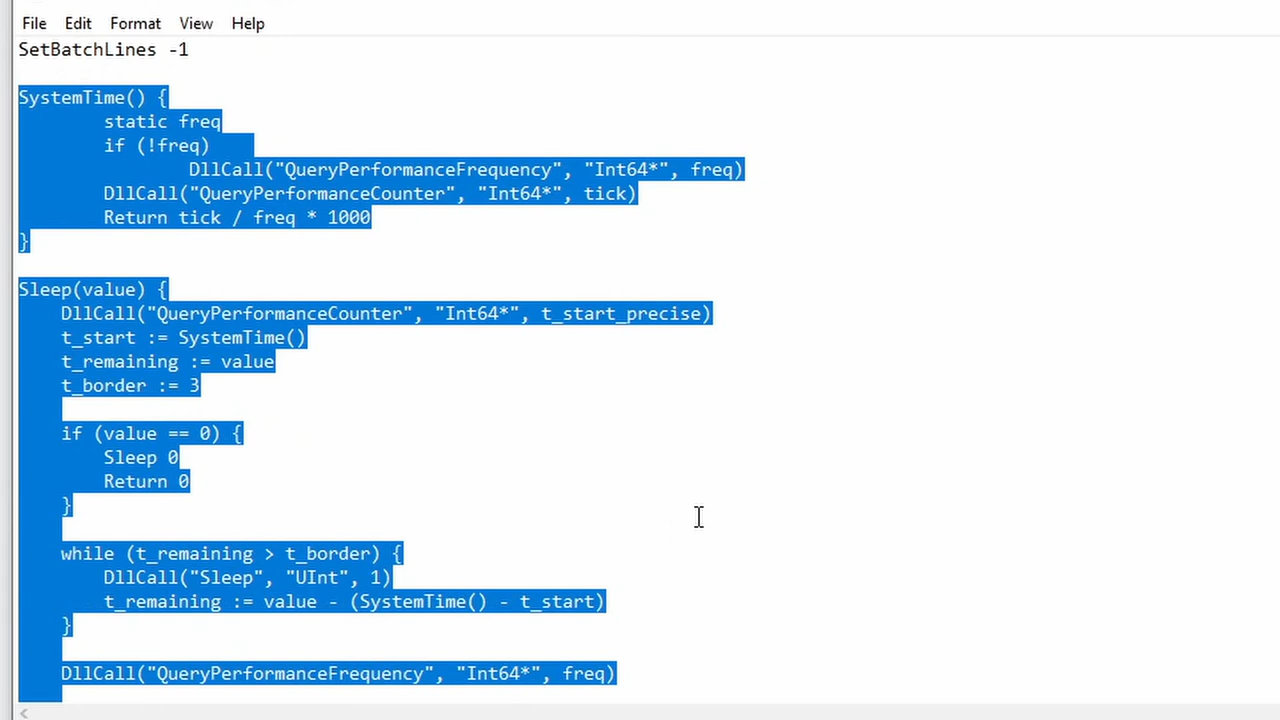 File Edit Format View Help
SetBatchLines -1
SystemTime() {
static freq
if (!freq)
DllCall("QueryPerformanceFrequency", "Int64*", freq)
DllCall("QueryPerformanceCounter", "Int64*", tick)
Return tick / freq * 1000
}
Sleep(value) {
DllCall("QueryPerformanceCounter", "Int64*", t_start_precise)
t_start := SystemTime()
t_remaining := value
t_border := 3
if (value == 0) {
Sleep 0
Return 0
}
while (t_remaining > t_border) {
DllCall("Sleep", "UInt", 1)
t_remaining := value - (SystemTime() - t_start)
}
DllCall("QueryPerformanceFrequency", "Int64*", freq)